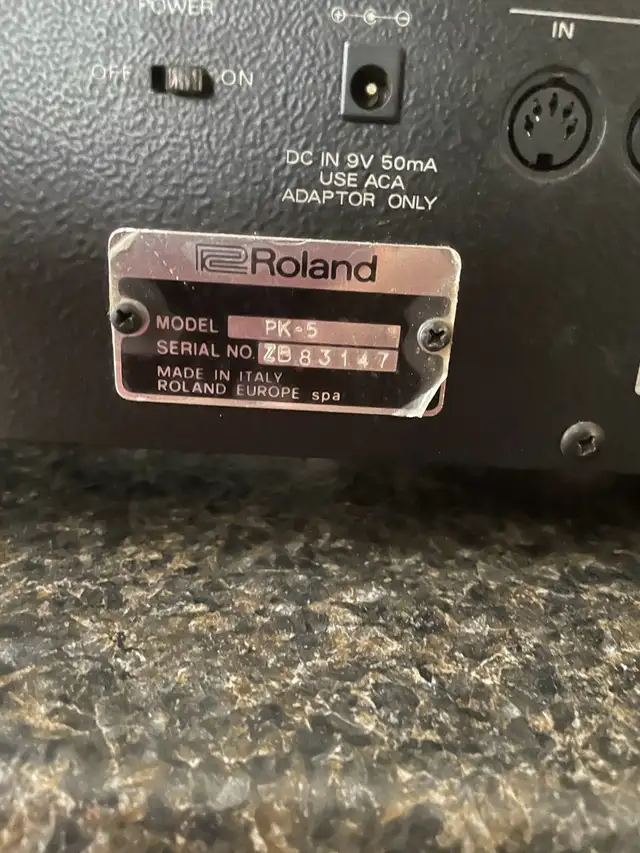 POWER
OFF ON
IN
DC IN 9V 50mA
USE ACA
ADAPTOR ONLY
Roland
MODEL PK-5
SERIAL NO. ZB83147
MADE IN ITALY
ROLAND EUROPE spa